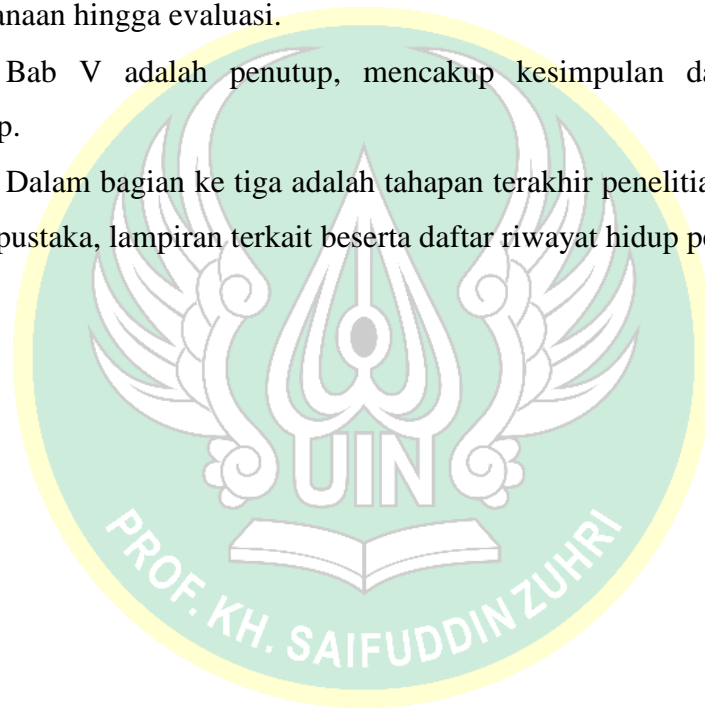 anaan hingga evaluasi.
Bab V adalah penutup, mencakup kesimpulan da
p.
Dalam bagian ke tiga adalah tahapan terakhir penelitia
pustaka, lampiran terkait beserta daftar riwayat hidup pe
UIN
PROF. KH. SAIFUDDIN ZUHRI